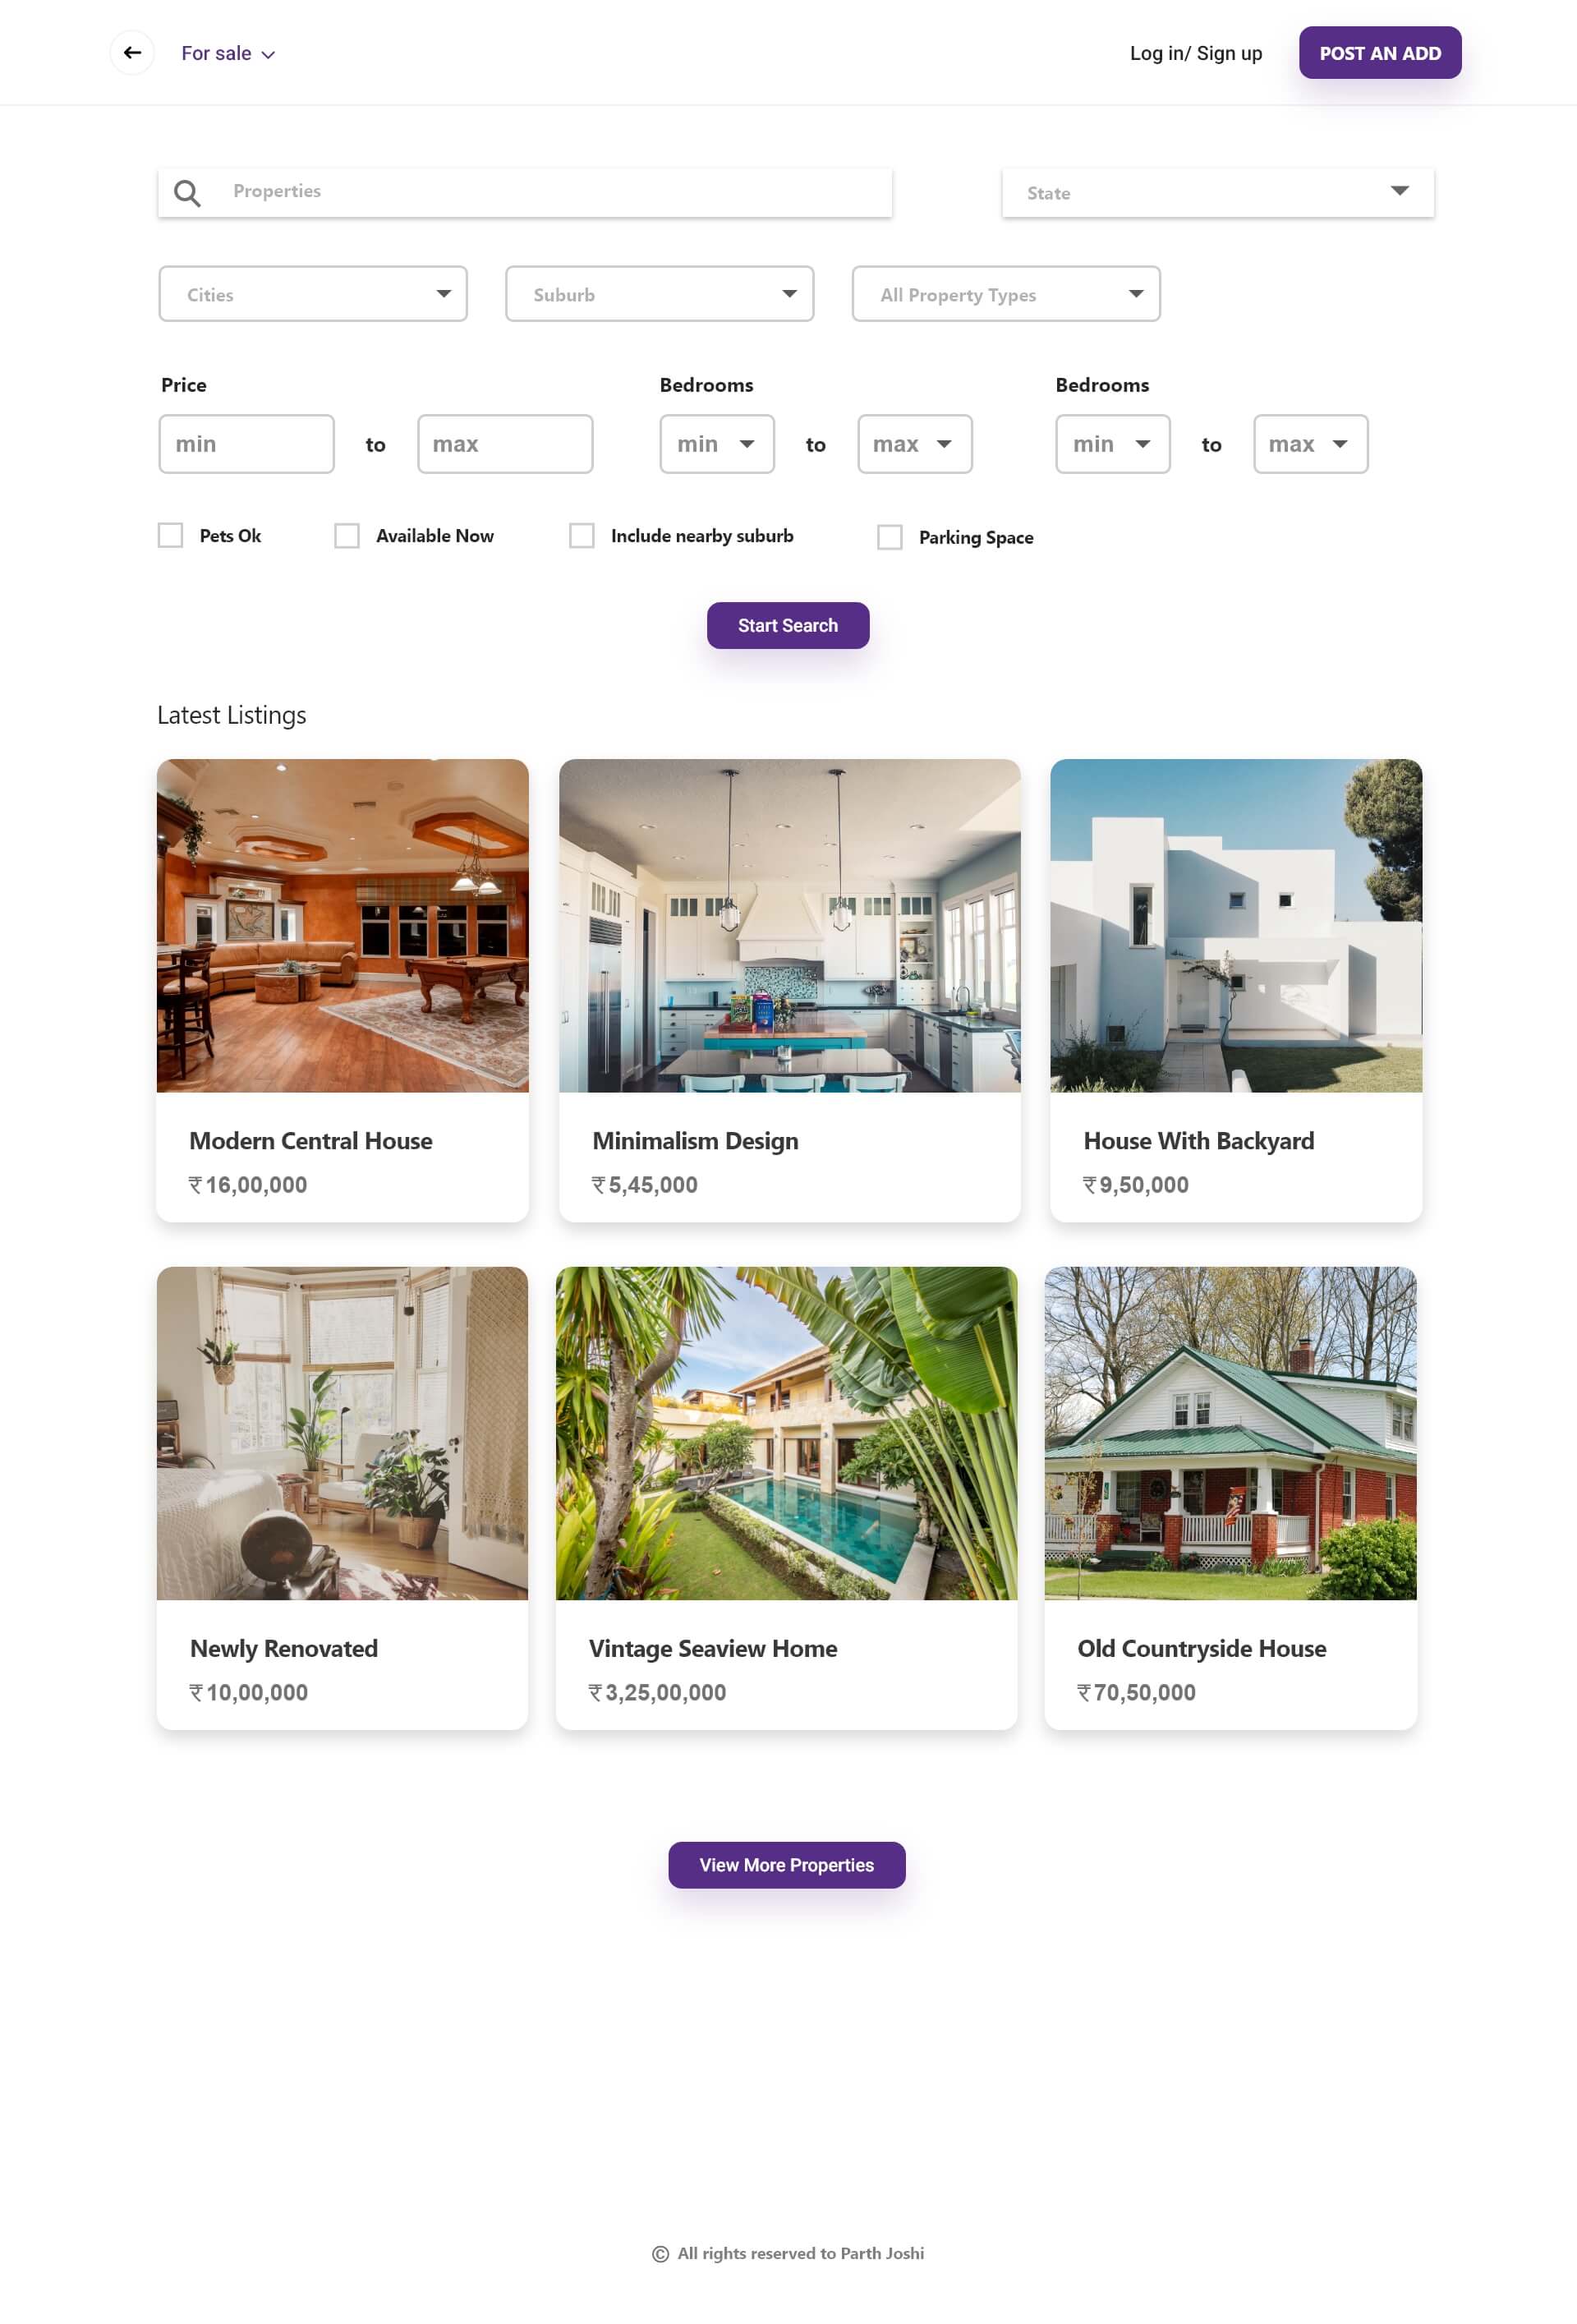 For sale
Log in/ Sign up
POST AN ADD
Properties
State
Cities
Suburb
All Property Types
Price
Bedrooms
Bedrooms
min to max
min to max
min to max
Pets Ok
Available Now
Include nearby suburb
Parking Space
Start Search
Latest Listings
Modern Central House
₹16,00,000
Minimalism Design
₹5,45,000
House With Backyard
₹9,50,000
Newly Renovated
₹10,00,000
Vintage Seaview Home
₹3,25,00,000
Old Countryside House
₹70,50,000
View More Properties
© All rights reserved to Parth Joshi